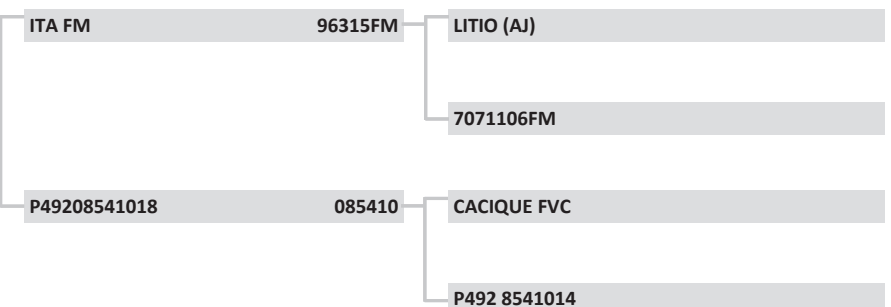 ITA FM 96315FM
LITIO (AJ)
7071106FM
P49208541018 085410
CACIQUE FVC
P492 8541014